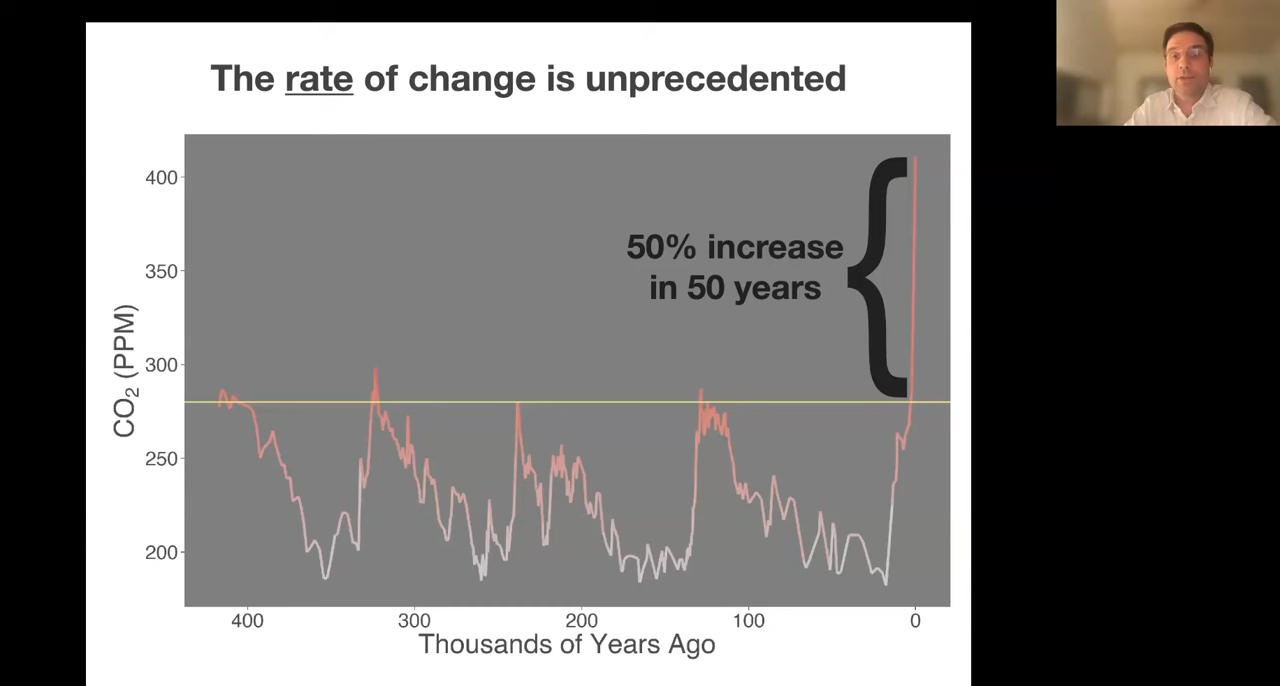 The rate of change is unprecedented
400
350
300
250
200
CO₂ (PPM)
50% increase
in 50 years
400
300
200
100
0
Thousands of Years Ago